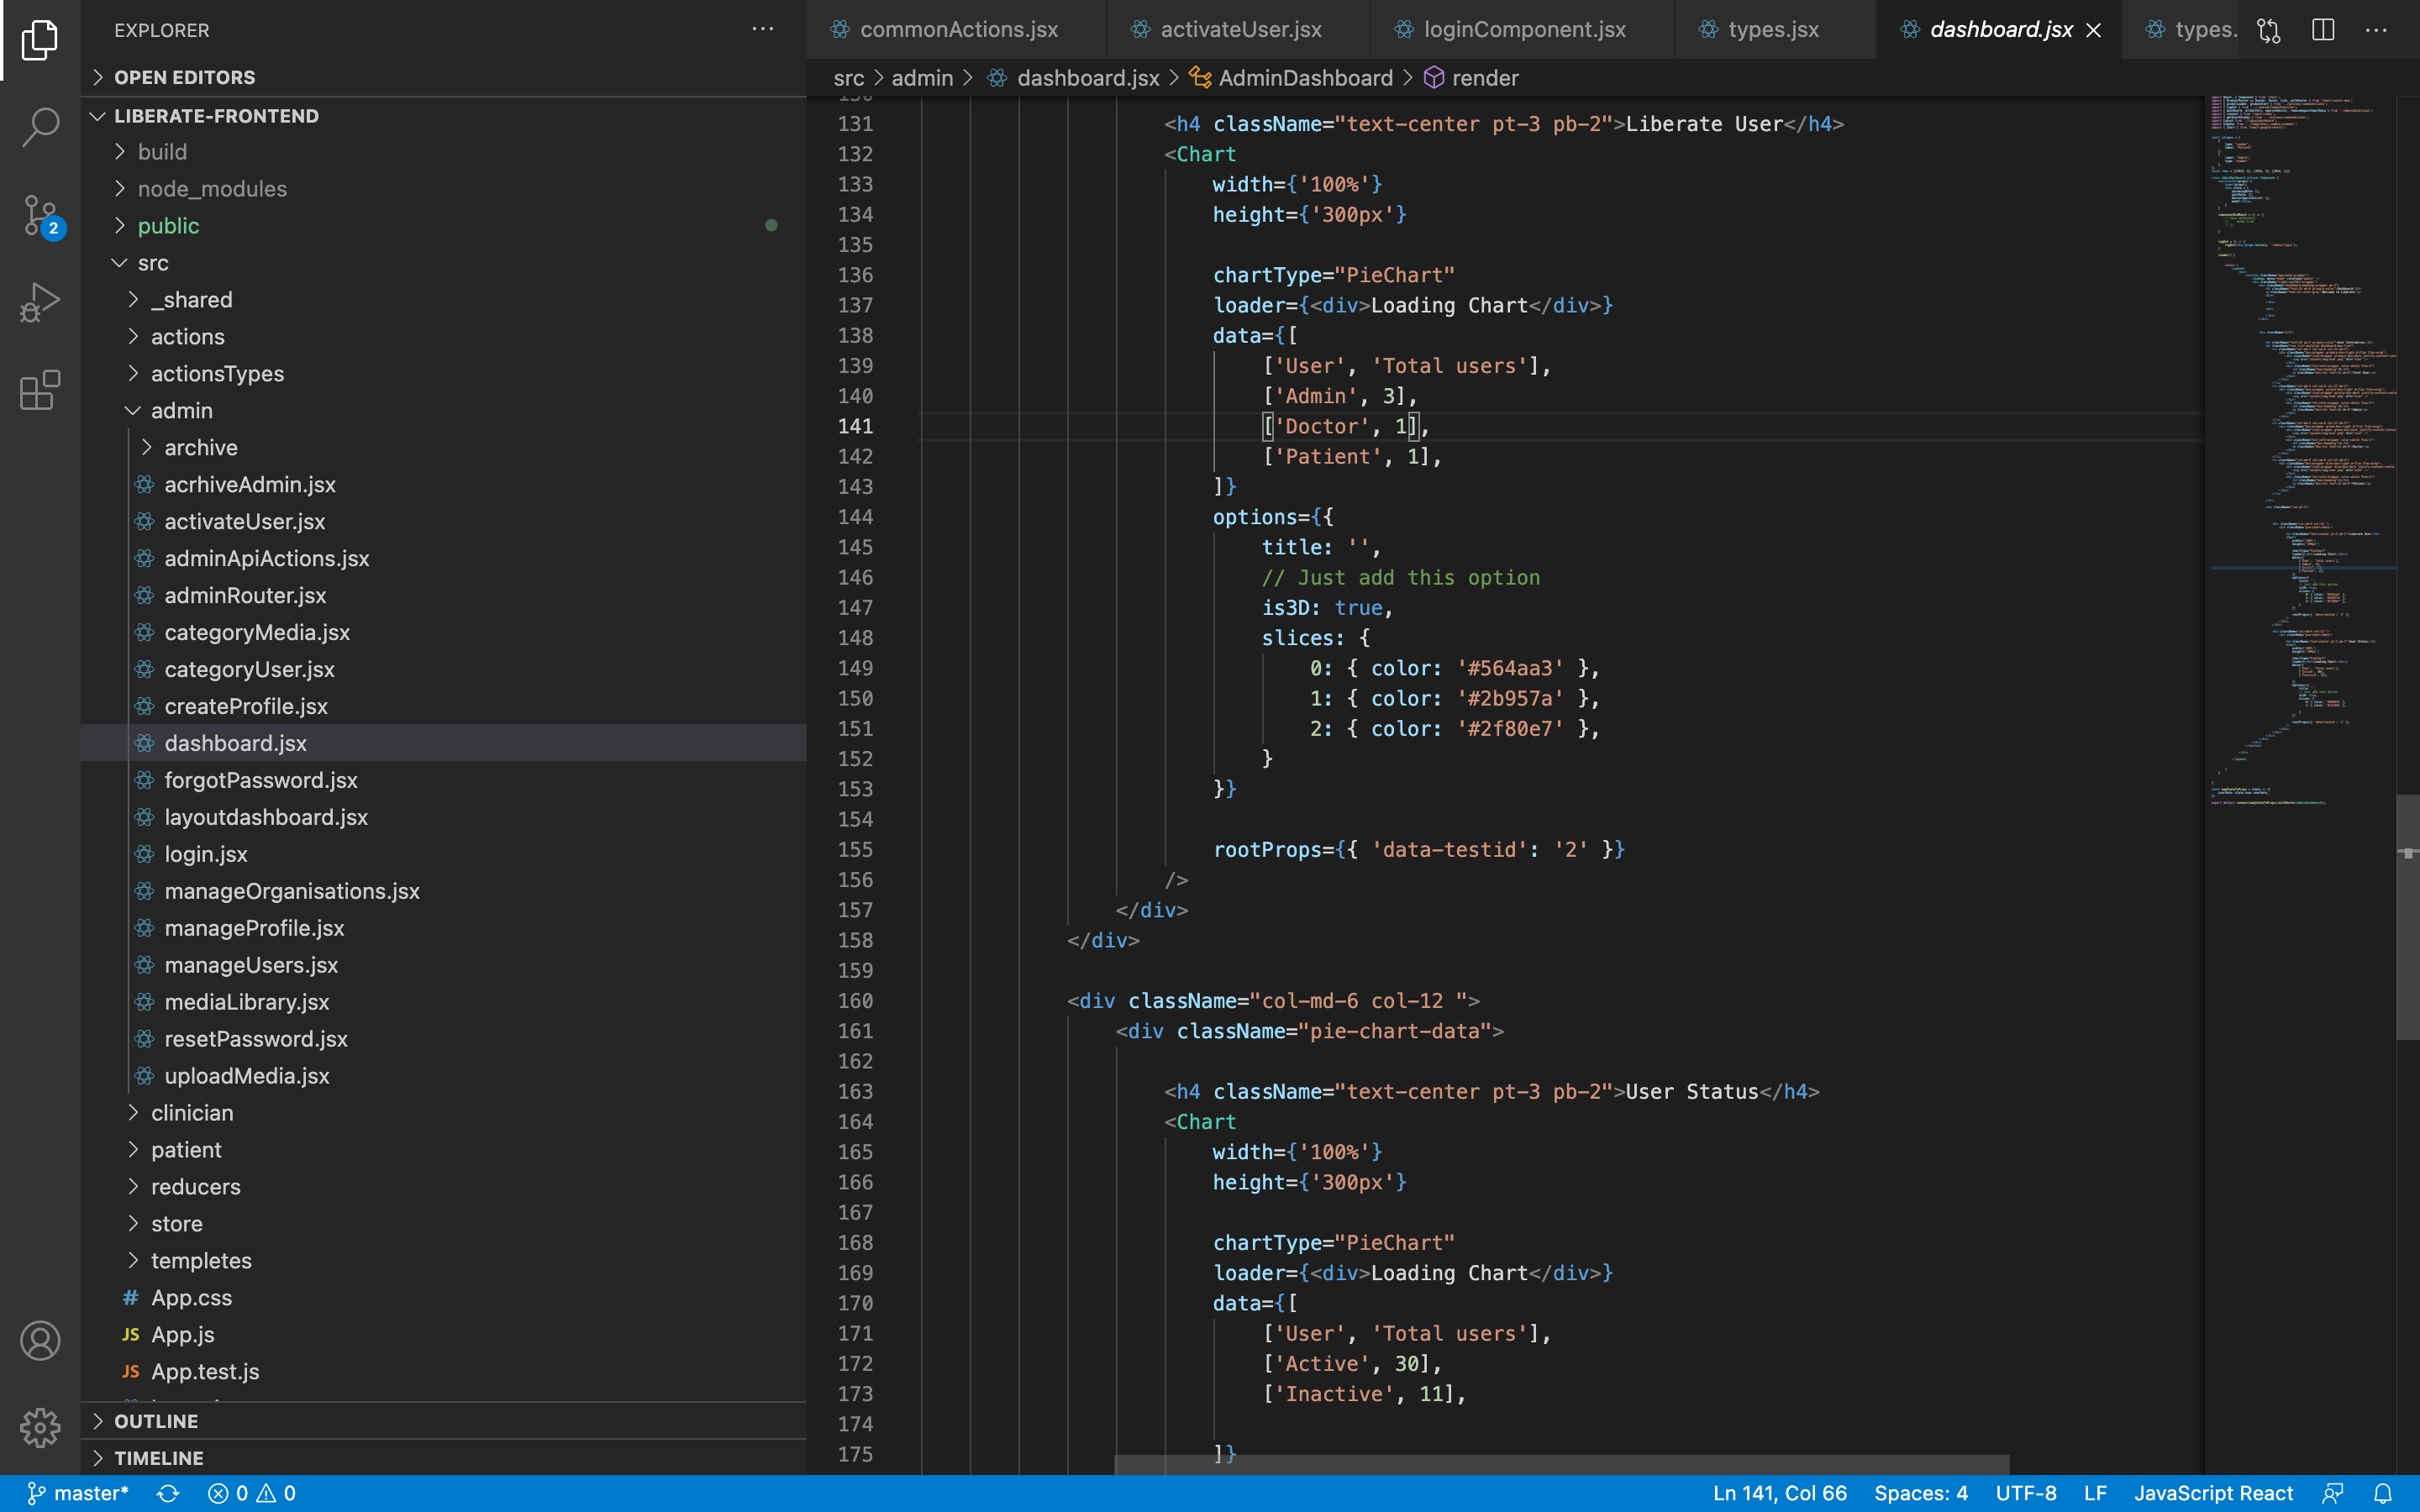 EXPLORER
OPEN EDITORS
LIBERATE-FRONTEND
build
node_modules
public
src
_shared
actions
actionsTypes
admin
archive
acrhiveAdmin.jsx
activateUser.jsx
adminApiActions.jsx
adminRouter.jsx
categoryMedia.jsx
categoryUser.jsx
createProfile.jsx
dashboard.jsx
forgotPassword.jsx
layoutdashboard.jsx
login.jsx
manageOrganisations.jsx
manageProfile.jsx
manageUsers.jsx
mediaLibrary.jsx
resetPassword.jsx
uploadMedia.jsx
clinician
patient
reducers
store
templetes
# App.css
JS App.js
JS App.test.js
OUTLINE
TIMELINE
2
commonActions.jsx activateUser.jsx loginComponent.jsx types.jsx dashboard.jsx types.
src > admin > dashboard.jsx > AdminDashboard > render
131 <h4 className="text-center pt-3 pb-2">Liberate User</h4>
132 <Chart
133 width={'100%'}
134 height={'300px'}
135
136 chartType="PieChart"
137 loader={<div>Loading Chart</div>}
138 data={[
139 ['User', 'Total users'],
140 ['Admin', 3],
141 ['Doctor', 1],
142 ['Patient', 1],
143 ]}
144 options={{
145 title: '',
146 // Just add this option
147 is3D: true,
148 slices: {
149 0: { color: '#564aa3' },
150 1: { color: '#2b957a' },
151 2: { color: '#2f80e7' },
152 }
153 }}
154
155 rootProps={{ 'data-testid': '2' }}
156 />
157 </div>
158 </div>
159
160 <div className="col-md-6 col-12 ">
161 <div className="pie-chart-data">
162
163 <h4 className="text-center pt-3 pb-2">User Status</h4>
164 <Chart
165 width={'100%'}
166 height={'300px'}
167
168 chartType="PieChart"
169 loader={<div>Loading Chart</div>}
170 data={[
171 ['User', 'Total users'],
172 ['Active', 30],
173 ['Inactive', 11],
174
175 ]}
master* 0 0 Ln 141, Col 66 Spaces: 4 UTF-8 LF JavaScript React